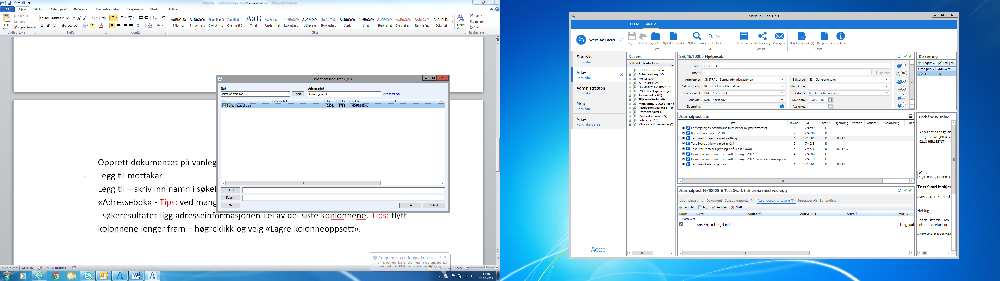 SvarUt - Microsoft Word
Fil Hjem Sett inn Sideoppsett Referanser Masseutsendelser Se gjennom Visning Utvikler
Lim inn
Klipp ut
Kopier
Kopier format
Utklippstavle
Calibri (Brødtek 12
Skrift
Avsnitt
AaBbCcDc AaBbCcDc AaBbC AaBbCc AaB AaBbCc. AaBbCcDc AaBbCcDc AaBbCcDc AaBbCcDc AaBbCcDc AaBbCcDc AaBbCcDc AaBbCcDc AaBbCcDc
¶ Normal ¶ Ingen m... Overskrift 1 Overskrift 2 Tittel Undertittel Svak uthe... Utheving Sterk uthe... Sterk Sitat Sterkt sitat Svak refer... Sterk refer... Boktittel
Stiler
Endre stiler
Søk
Erstatt
Velg
Redigering
- Opprett dokumentet på vanleg
- Legg til mottakar:
Legg til – skriv inn namn i søkef
«Adressebok» - Tips: ved mang
- I søkeresultatet ligg adresseinformasjonen i ei av dei siste konlonnene. Tips: flytt
kolonnene lenger fram – høgreklikk og velg «Lagre kolonneoppsett».
Identitetsregister (I/U)
Søk: Adressebok:
solfrid otterdal lien Søk Folkeregisteret Avansert søk
Navn Virksomhet Offen... Postfnr Poststed Tittel Tilga
Solfrid Otterdal Lien 0208... 6763 HORNINDAL
Til ->
Kopi ->
Ny Ok Avbryt
Programvareendringer kreves
IT-avdelingen krever endringer i programvaren på
datamaskinen. Klikk her for alternativer.
Side: 2 av 2 Ord: 207 Norsk (nynorsk) 227 %
14:36
26.10.2017
WebSak Basis 7.0
HJEM ARKIV
WebSak Basis
Lagre Avbryt Ny sak Nytt dokument
Hjem
Nytt arkivsøk Søk
Enkeltsøk...
Søk
Skjermflate Vis fordeling Vis e-post
Visning
Utsjekkede dok. (0) Rapporter Om Arkiv
Annet
Startside
Hornindal
Arkiv
Hornindal
Administrasjon
Hornindal
Møte
Hornindal
Arkiv
Hornindal 01-16
Acos
Kurver
Solfrid Otterdal Lien
BEST Journalposter
Til behandling (2/0)
Kopier (2/0)
X. Restanse (2/0)
Sak ønskes avsluttet (4/0)
SVARUT - Ekspederinger be
Tomme saker (28)
Til journalføring (9)
Midl. unntatt (XX) etter 4 c
Reserverte saker (til B) (8)
Ufordelte saker (2)
Mine aktive saker (24)
Siste saker (10)
Mine siste dokumenter (8)
Sak 16/10005 Hjelpesak
Tittel: Hjelpesak
Tittel2: Skjermet
Adm.enhet: SENTRAL - Sentraladministrasjonen Sakstype: GS - Generelle saker
Saksansvarlig: SOLI - Solfrid Otterdal Lien Avgj.kode:
Journalenhet: PM - Postmottak Sakstatus: B - Under Behandling
Arkivdel: SAK - Saksarkiv Saksdato: 29.08.2016
Skjerming: Avsluttet:
0
576
0
0
Klassering
Legg til... Rediger...
Ordn.prin... Ordn.verdi
FE 000
Journalpostliste
Tittel Dok.nr Id JP Status Skjerming Versjon Variant Avskrivning Bes
Kartlegging av brannøvingsplasser for miljødirektoratet 8 17/4699 E
Budsjett revisjonen 2018 7 17/4696 R
Test SvarUt skjerma med vedlegg 6 17/4685 R UO-1 §...
Test SvarUt skjerma med nivå 4 5 17/4683 E
Test SvarUt med skjerming nivå 3 eller lavare 4 17/4676 R UO-1 §...
Hornindal kommune - særskilt brannsyn 2017 4 17/4680 E
Hornindal kommune - særskilt brannsyn 2017 Hornindal omsorgssen... 3 17/4679 E
Test Svarut uten skjerming 1 17/4668 R UO-1 §...
Journalpost 16/10005-6 Test SvarUt skjerma med vedlegg
Journalpostinfo Dokument Saksdokumenter (4) Avsendere/mottakere (1) Oppgaver (0) Behandling
Legg til... Ny... Rediger... Slett
Kode Navn Adm.nivå Adm.enhet Attention Adresse
Mottakere
Ann Kristin Langeland Langedal
Forhåndsvisning...
Ann Kristin Langelan
Langedalsvegen 337
6218 HELLESYLT
Vår ref:
16/10005-6/ FE-000 SO
Test SvarUt skjer
Syns du dette er bra?
Helsing
Solfrid Otterdal Lien
Leiar servicekontor
Dokumentet er elektronisk